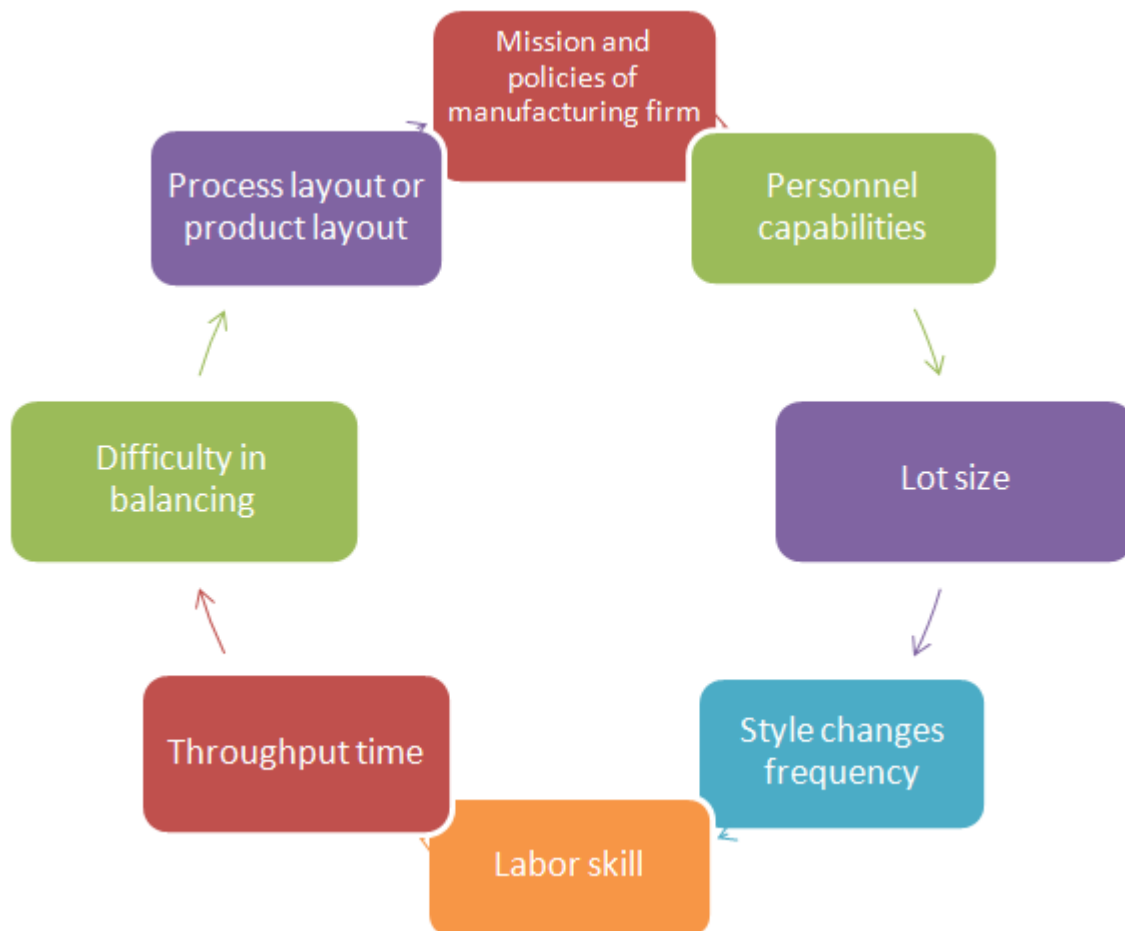 Mission and
policies of
manufacturing firm
Personnel
capabilities
Lot size
Style changes
frequency
Labor skill
Throughput time
Difficulty in
balancing
Process layout or
product layout